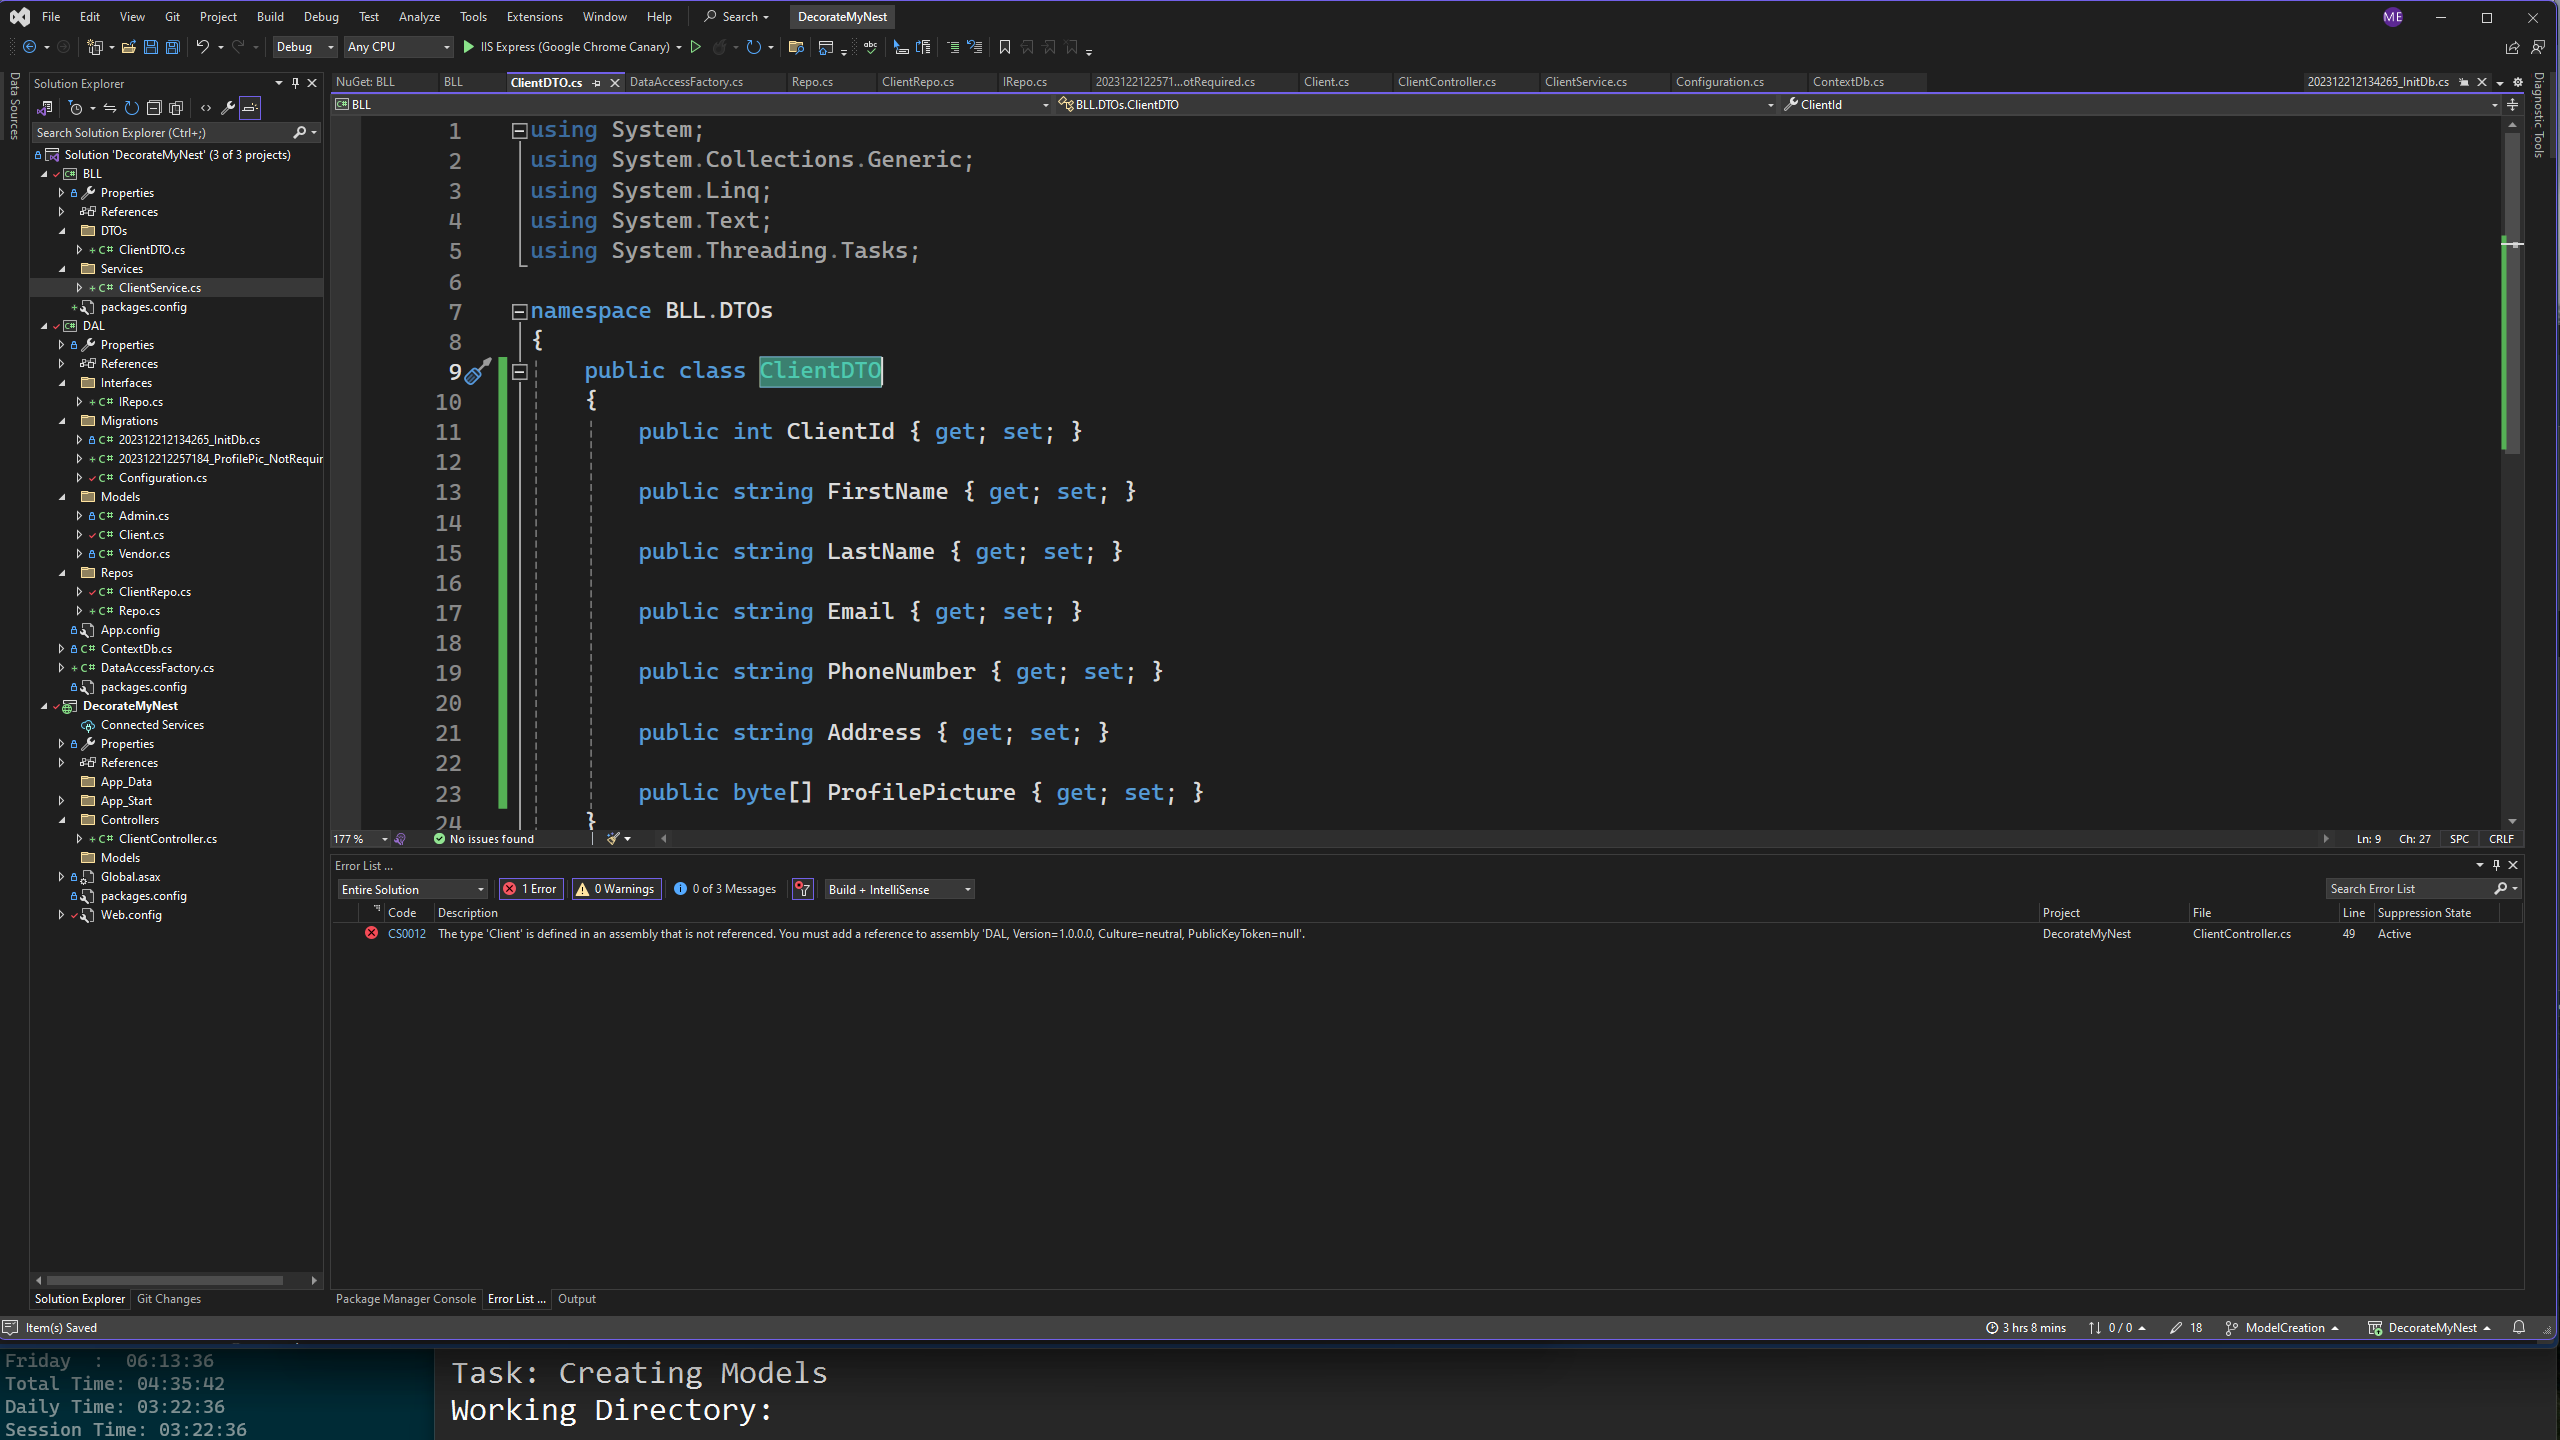 File Edit View Git Project Build Debug Test Analyze Tools Extensions Window Help Search DecorateMyNest ME
Debug Any CPU IIS Express (Google Chrome Canary)
Data Sources
Solution Explorer
Search Solution Explorer (Ctrl+;)
Solution 'DecorateMyNest' (3 of 3 projects)
BLL
Properties
References
DTOs
C# ClientDTO.cs
Services
C# ClientService.cs
packages.config
DAL
Properties
References
Interfaces
C# IRepo.cs
Migrations
C# 202312212134265_InitDb.cs
C# 202312212257184_ProfilePic_NotRequir
C# Configuration.cs
Models
C# Admin.cs
C# Client.cs
C# Vendor.cs
Repos
C# ClientRepo.cs
C# Repo.cs
App.config
C# ContextDb.cs
C# DataAccessFactory.cs
packages.config
DecorateMyNest
Connected Services
Properties
References
App_Data
App_Start
Controllers
C# ClientController.cs
Models
Global.asax
packages.config
Web.config
Solution Explorer Git Changes
NuGet: BLL BLL ClientDTO.cs DataAccessFactory.cs Repo.cs ClientRepo.cs IRepo.cs 2023122122571...otRequired.cs Client.cs ClientController.cs ClientService.cs Configuration.cs ContextDb.cs 202312212134265_InitDb.cs
C# BLL BLL.DTOs.ClientDTO ClientId
Diagnostic Tools
1 using System;
2 using System.Collections.Generic;
3 using System.Linq;
4 using System.Text;
5 using System.Threading.Tasks;
6
7 namespace BLL.DTOs
8 {
9 public class ClientDTO
10 {
11 public int ClientId { get; set; }
12
13 public string FirstName { get; set; }
14
15 public string LastName { get; set; }
16
17 public string Email { get; set; }
18
19 public string PhoneNumber { get; set; }
20
21 public string Address { get; set; }
22
23 public byte[] ProfilePicture { get; set; }
24 }
177 % No issues found Ln: 9 Ch: 27 SPC CRLF
Error List ...
Entire Solution 1 Error 0 Warnings 0 of 3 Messages Build + IntelliSense Search Error List
Code Description Project File Line Suppression State
CS0012 The type 'Client' is defined in an assembly that is not referenced. You must add a reference to assembly 'DAL, Version=1.0.0.0, Culture=neutral, PublicKeyToken=null'. DecorateMyNest ClientController.cs 49 Active
Package Manager Console Error List ... Output
Item(s) Saved 3 hrs 8 mins 0 / 0 18 ModelCreation DecorateMyNest
Friday : 06:13:36
Total Time: 04:35:42
Daily Time: 03:22:36
Session Time: 03:22:36
Task: Creating Models
Working Directory: